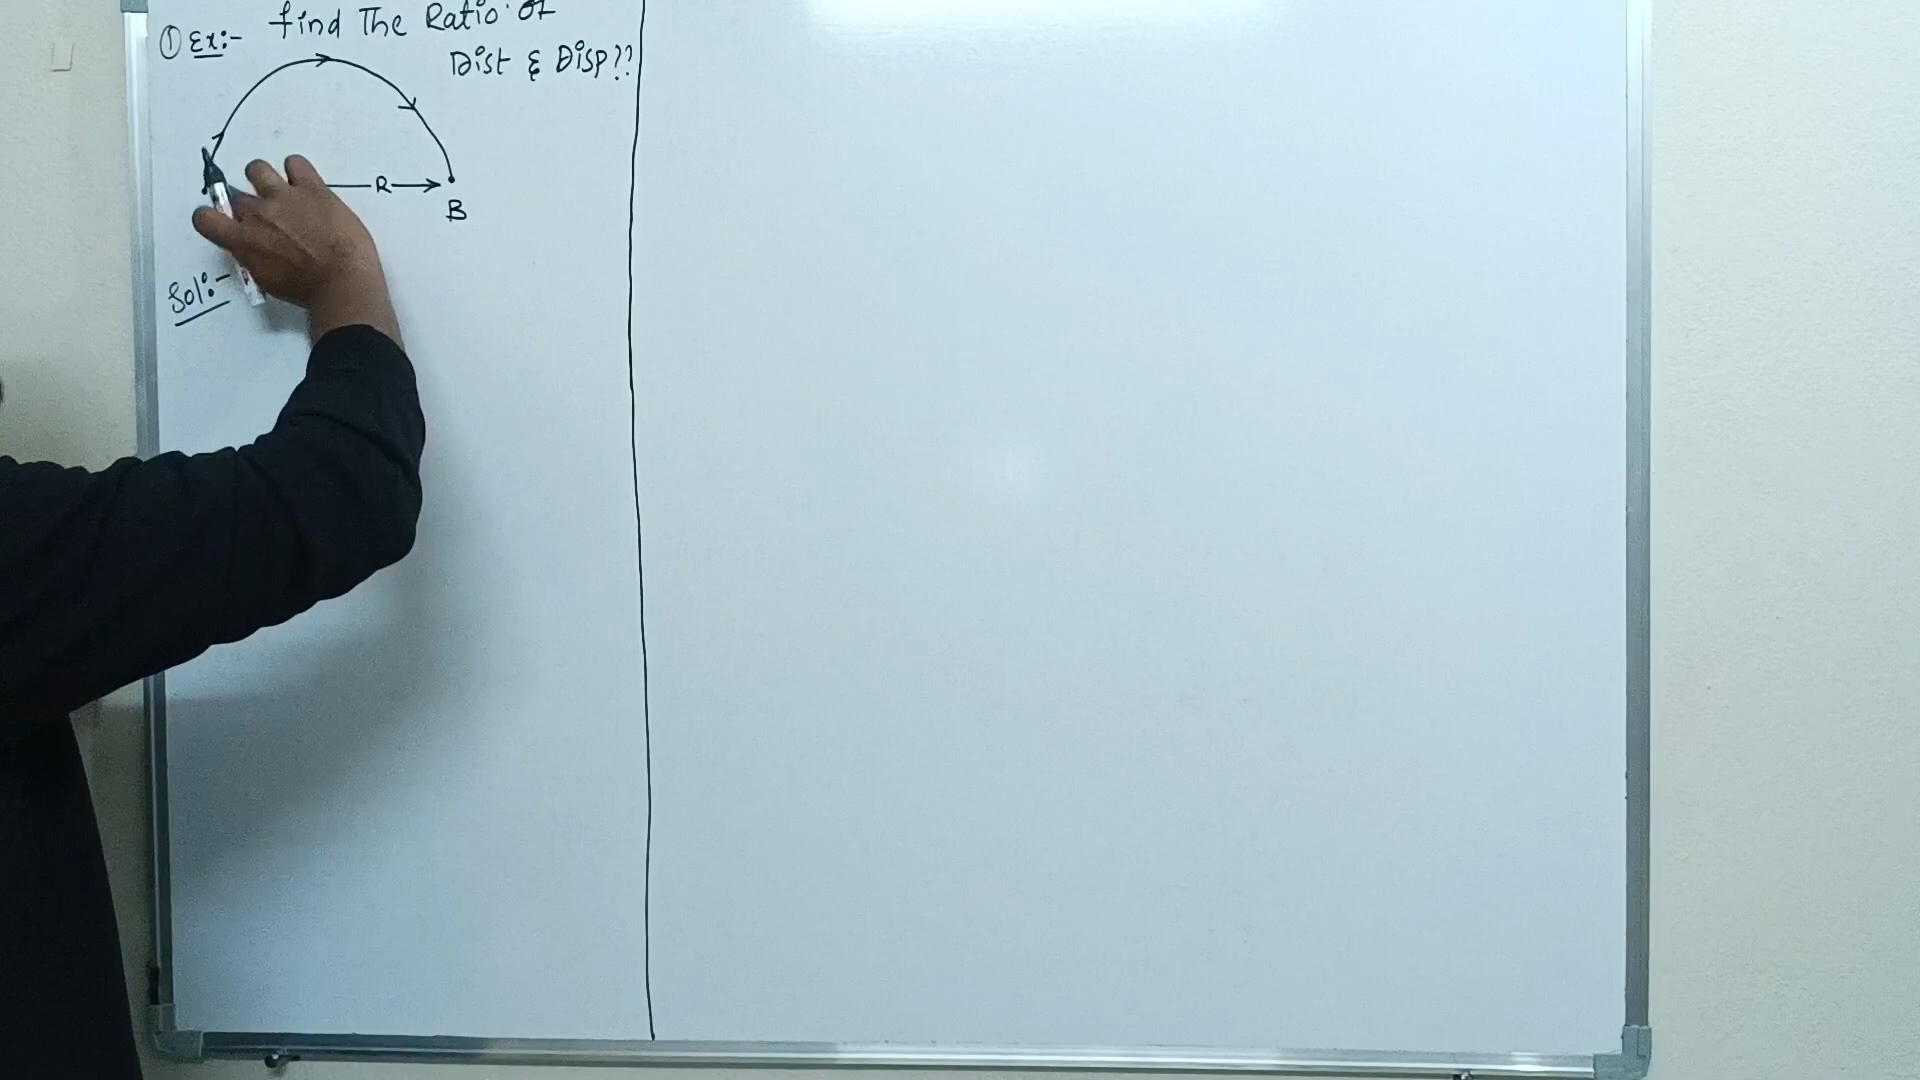 ① Ex:- find The Ratio of
Dist & Disp??
R
B
Sol:-